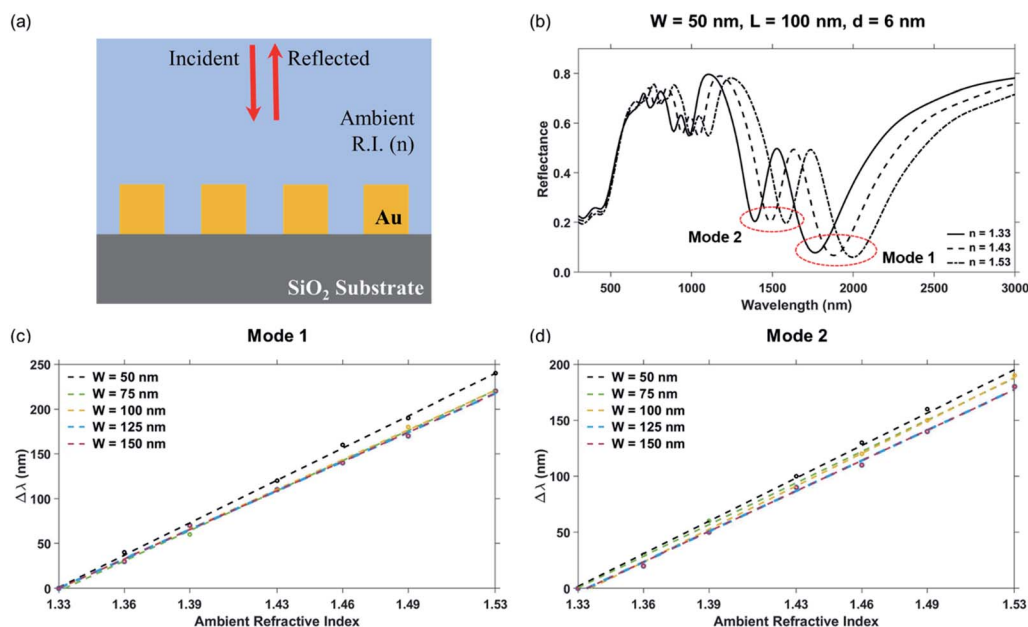 (a)
Incident
Reflected
Ambient
R.I. (n)
Au
SiO₂ Substrate
(b)
W = 50 nm, L = 100 nm, d = 6 nm
Reflectance
0.8
0.6
0.4
0.2
0.0
Mode 2
Mode 1
n = 1.33
n = 1.43
n = 1.53
500 1000 1500 2000 2500 3000
Wavelength (nm)
(c)
Mode 1
Δ λ (nm)
250
200
150
100
50
0
W = 50 nm
W = 75 nm
W = 100 nm
W = 125 nm
W = 150 nm
1.33 1.36 1.39 1.43 1.46 1.49 1.53
Ambient Refractive Index
(d)
Mode 2
Δ λ (nm)
200
150
100
50
0
W = 50 nm
W = 75 nm
W = 100 nm
W = 125 nm
W = 150 nm
1.33 1.36 1.39 1.43 1.46 1.49 1.53
Ambient Refractive Index